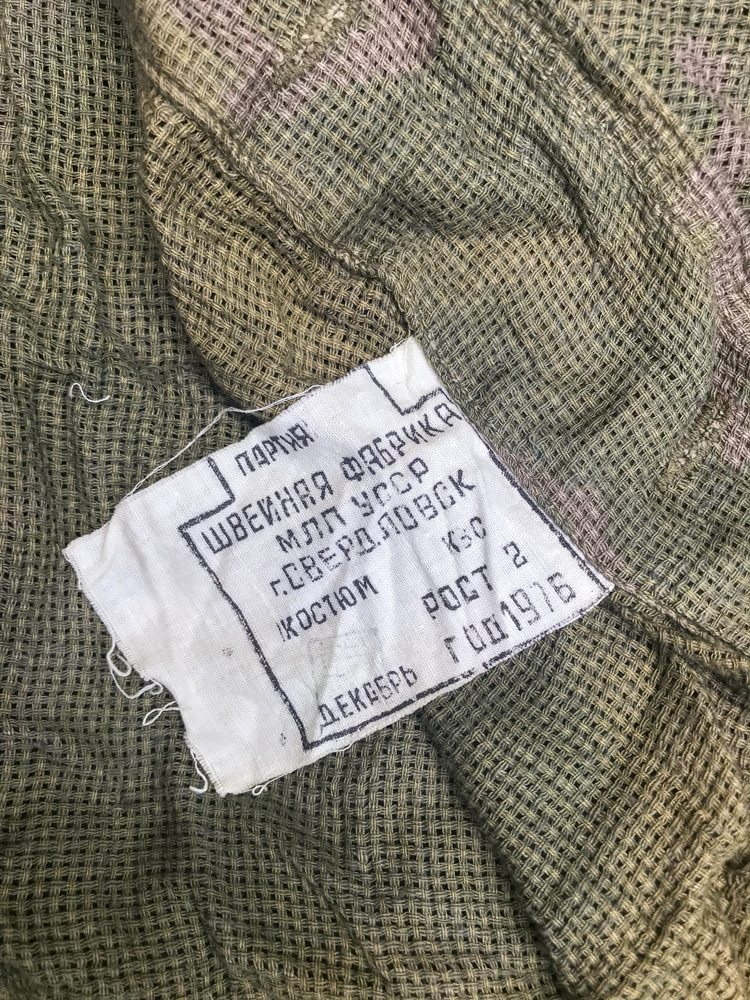 ПАРТИЯ
ШВЕЙНАЯ ФАБРИКА
МЛП УССР
г.СВЕРДЛОВСК
КОСТЮМ КЗС
РОСТ 2
ДЕКАБРЬ ГОД 1976